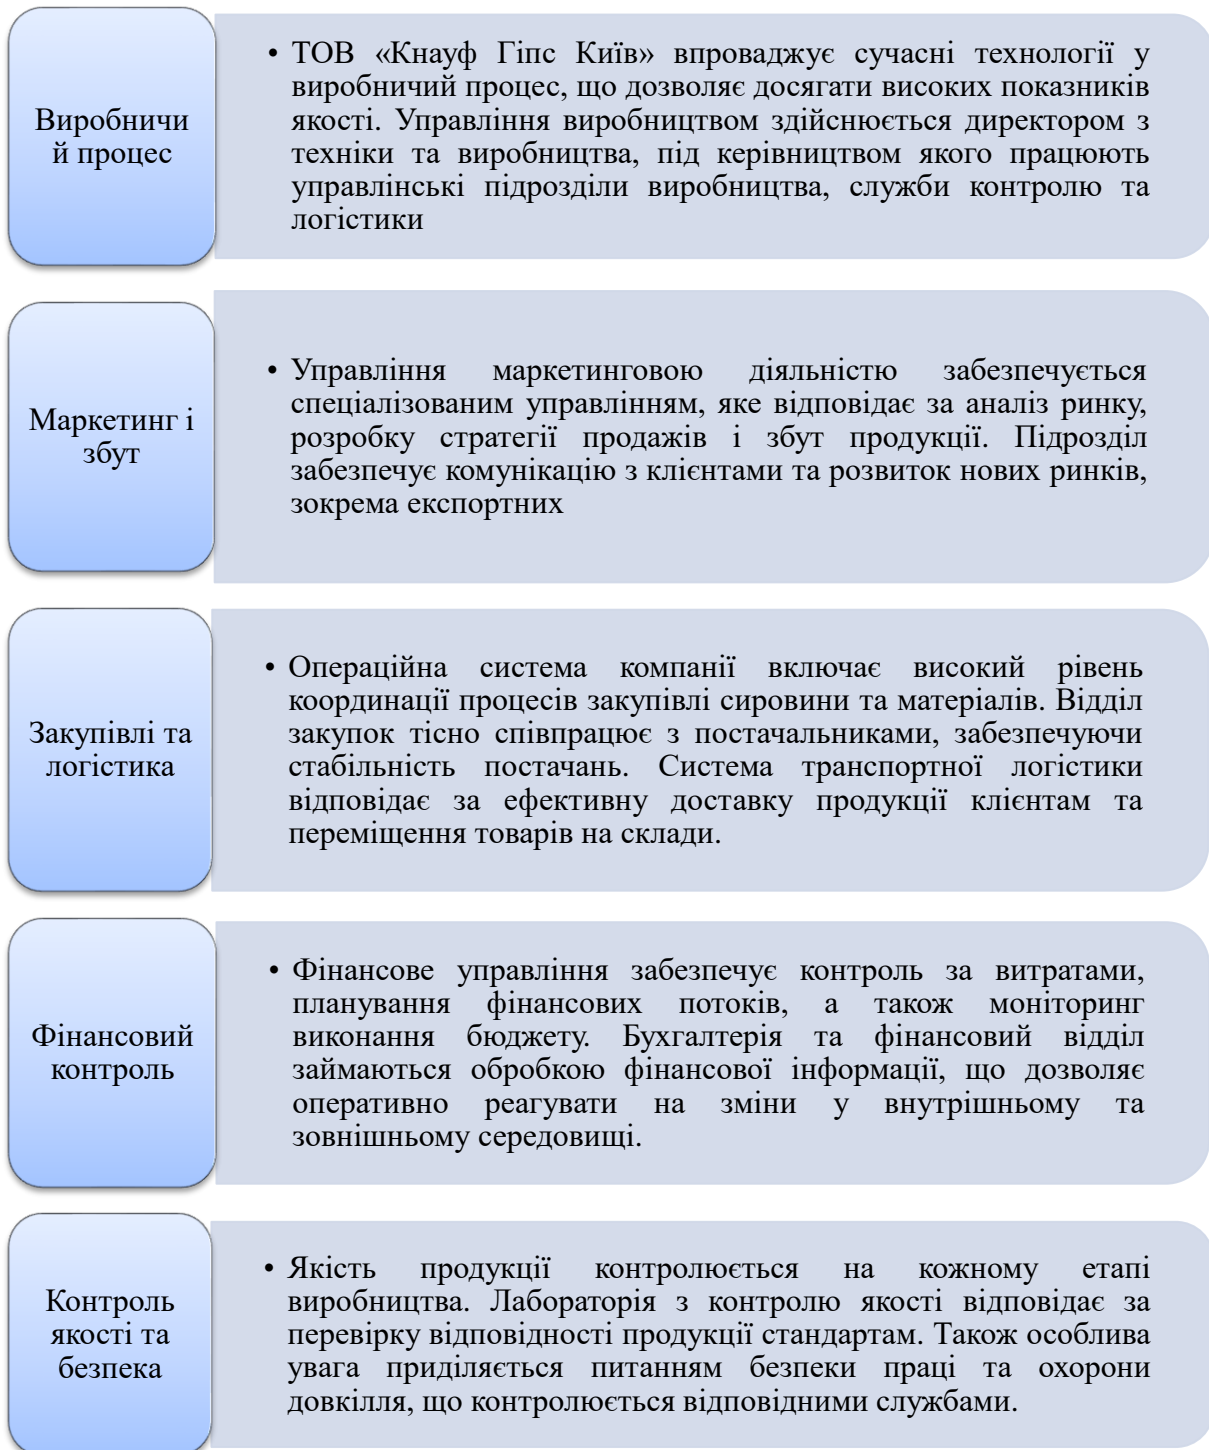 Виробничи
й процес
• ТОВ «Кнауф Гіпс Київ» впроваджує сучасні технології у
виробничий процес, що дозволяє досягати високих показників
якості. Управління виробництвом здійснюється директором з
техніки та виробництва, під керівництвом якого працюють
управлінські підрозділи виробництва, служби контролю та
логістики
Маркетинг і
збут
• Управління маркетинговою діяльністю забезпечується
спеціалізованим управлінням, яке відповідає за аналіз ринку,
розробку стратегії продажів і збут продукції. Підрозділ
забезпечує комунікацію з клієнтами та розвиток нових ринків,
зокрема експортних
Закупівлі та
логістика
• Операційна система компанії включає високий рівень
координації процесів закупівлі сировини та матеріалів. Відділ
закупок тісно співпрацює з постачальниками, забезпечуючи
стабільність постачань. Система транспортної логістики
відповідає за ефективну доставку продукції клієнтам та
переміщення товарів на склади.
Фінансовий
контроль
• Фінансове управління забезпечує контроль за витратами,
планування фінансових потоків, а також моніторинг
виконання бюджету. Бухгалтерія та фінансовий відділ
займаються обробкою фінансової інформації, що дозволяє
оперативно реагувати на зміни у внутрішньому та
зовнішньому середовищі.
Контроль
якості та
безпека
• Якість продукції контролюється на кожному етапі
виробництва. Лабораторія з контролю якості відповідає за
перевірку відповідності продукції стандартам. Також особлива
увага приділяється питанням безпеки праці та охорони
довкілля, що контролюється відповідними службами.